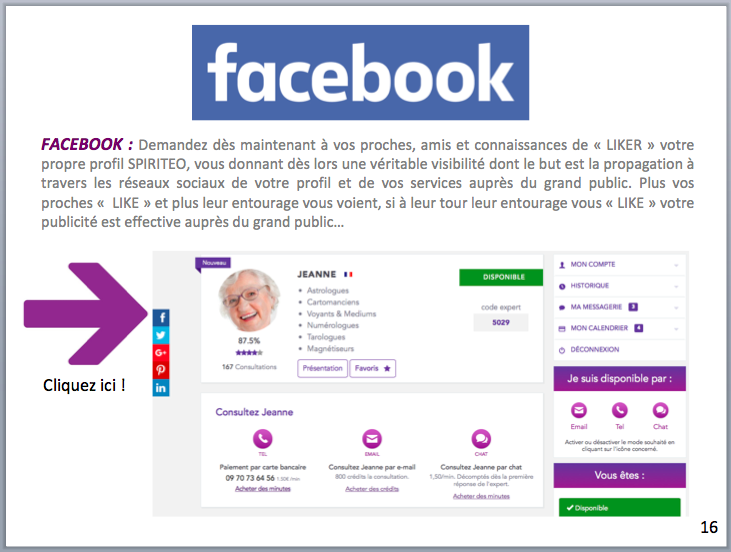 facebook
FACEBOOK : Demandez dès maintenant à vos proches, amis et connaissances de « LIKER » votre
propre profil SPIRITEO, vous donnant dès lors une véritable visibilité dont le but est la propagation à
travers les réseaux sociaux de votre profil et de vos services auprès du grand public. Plus vos
proches « LIKE » et plus leur entourage vous voient, si à leur tour leur entourage vous « LIKE » votre
publicité est effective auprès du grand public...
Cliquez ici !
Nouveau
87.5%
167 Consultations
JEANNE
• Astrologues
• Cartomanciens
• Voyants & Mediums
• Numérologues
• Tarologues
• Magnétiseurs
Présentation
Favoris
DISPONIBLE
code expert
5029
Consultez Jeanne
TEL
Paiement par carte bancaire
09 70 73 64 56 1.50€ /min
Acheter des minutes
EMAIL
Consultez Jeanne par e-mail
800 crédits la consultation.
Acheter des crédits
CHAT
Consultez Jeanne par chat
1,50/min. Décomptés dès la première
réponse de l'expert.
Acheter des minutes
MON COMPTE
HISTORIQUE
MA MESSAGERIE 3
MON CALENDRIER 4
DÉCONNEXION
Je suis disponible par :
Email Tel Chat
Activer ou désactiver le mode souhaité en
cliquant sur l'icône concerné.
Vous êtes :
Disponible
16